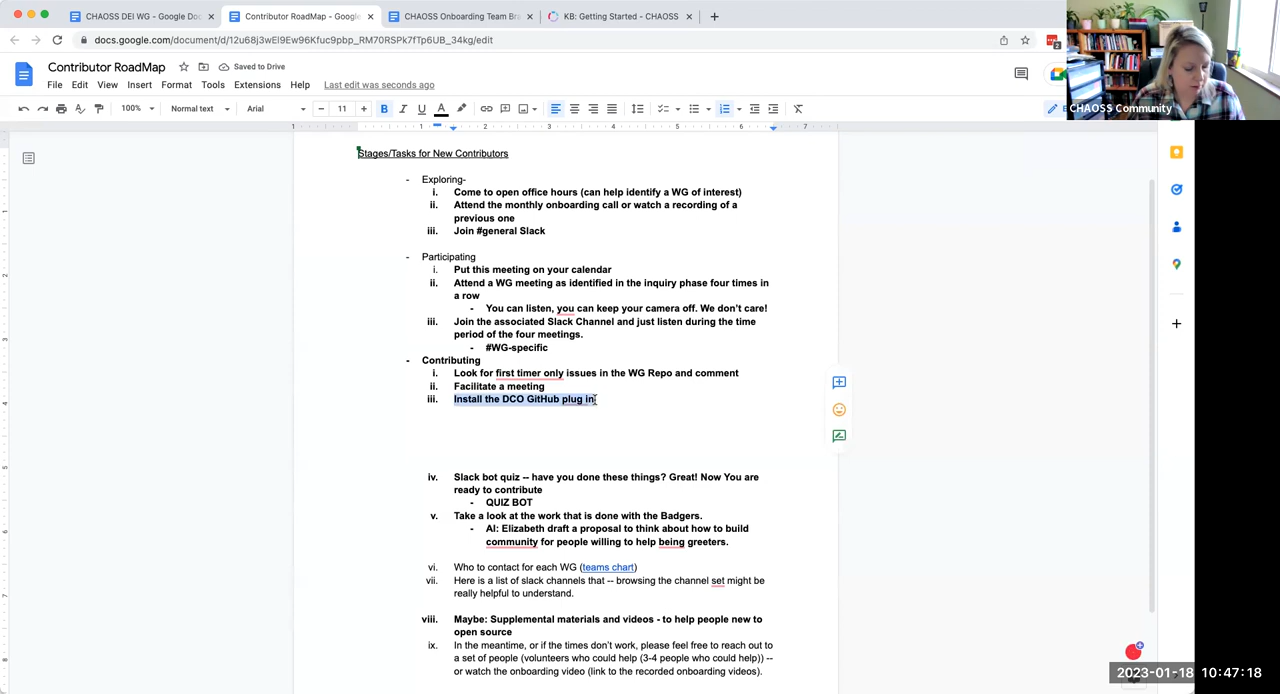 CHAOSS DEI WG - Google Doc
Contributor RoadMap - Google
CHAOSS Onboarding Team Bra
KB: Getting Started - CHAOSS
Contributor RoadMap
Saved to Drive
File Edit View Insert Format Tools Extensions Help Last edit was seconds ago
100% Normal text Arial 11
CHAOSS Community
Stages/Tasks for New Contributors
- Exploring-
i. Come to open office hours (can help identify a WG of interest)
ii. Attend the monthly onboarding call or watch a recording of a
previous one
iii. Join #general Slack
- Participating
i. Put this meeting on your calendar
ii. Attend a WG meeting as identified in the inquiry phase four times in
a row
- You can listen, you can keep your camera off. We don't care!
iii. Join the associated Slack Channel and just listen during the time
period of the four meetings.
- #WG-specific
- Contributing
i. Look for first timer only issues in the WG Repo and comment
ii. Facilitate a meeting
iii. Install the DCO GitHub plug in
iv. Slack bot quiz -- have you done these things? Great! Now You are
ready to contribute
- QUIZ BOT
v. Take a look at the work that is done with the Badgers.
- AI: Elizabeth draft a proposal to think about how to build
community for people willing to help being greeters.
vi. Who to contact for each WG (teams chart)
vii. Here is a list of slack channels that -- browsing the channel set might be
really helpful to understand.
viii. Maybe: Supplemental materials and videos - to help people new to
open source
ix. In the meantime, or if the times don't work, please feel free to reach out to
a set of people (volunteers who could help (3-4 people who could help)) --
or watch the onboarding video (link to the recorded onboarding videos).
2023-01-18 10:47:18